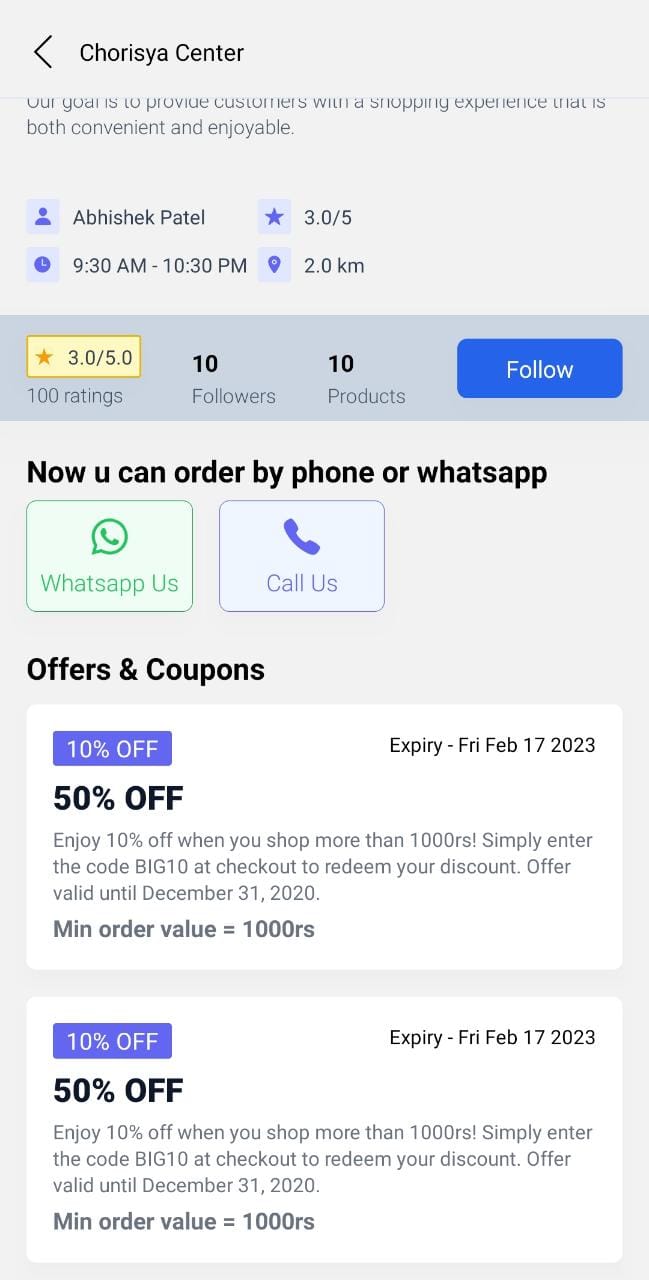 Chorisya Center
Our goal is to provide customers with a shopping experience that is
both convenient and enjoyable.
Abhishek Patel
3.0/5
9:30 AM - 10:30 PM
2.0 km
3.0/5.0
100 ratings
10
Followers
10
Products
Follow
Now u can order by phone or whatsapp
Whatsapp Us
Call Us
Offers & Coupons
10% OFF
Expiry - Fri Feb 17 2023
50% OFF
Enjoy 10% off when you shop more than 1000rs! Simply enter
the code BIG10 at checkout to redeem your discount. Offer
valid until December 31, 2020.
Min order value = 1000rs
10% OFF
Expiry - Fri Feb 17 2023
50% OFF
Enjoy 10% off when you shop more than 1000rs! Simply enter
the code BIG10 at checkout to redeem your discount. Offer
valid until December 31, 2020.
Min order value = 1000rs